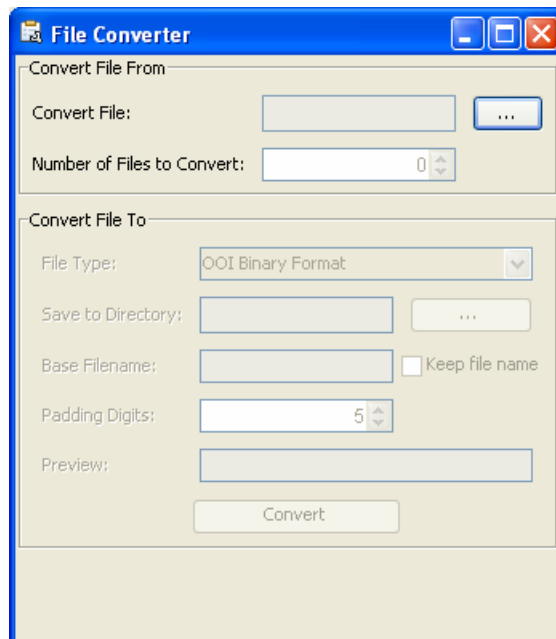 File Converter
Convert File From
Convert File: ...
Number of Files to Convert: 0
Convert File To
File Type: OOI Binary Format
Save to Directory: ...
Base Filename: Keep file name
Padding Digits: 5
Preview:
Convert